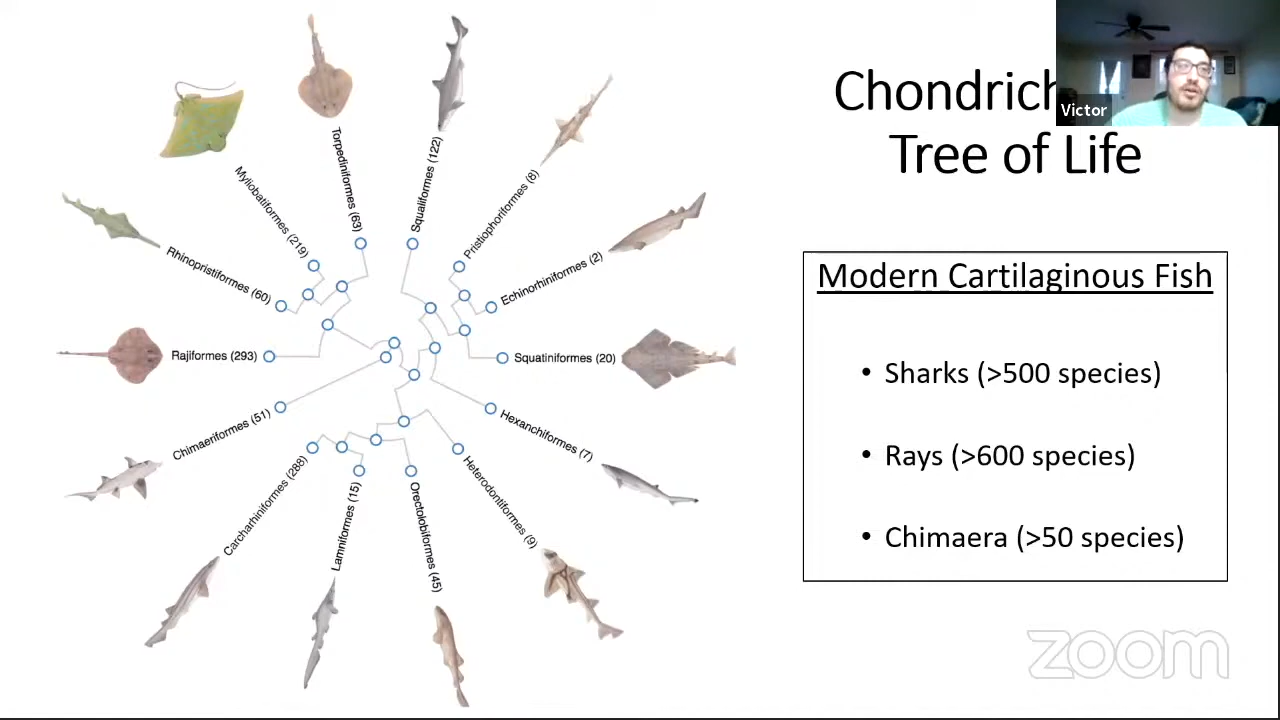 Chondrich
Tree of Life
Victor
Modern Cartilaginous Fish
• Sharks (>500 species)
• Rays (>600 species)
• Chimaera (>50 species)
Torpediniformes (63)
Squaliformes (122)
Pristiophoriformes (8)
Echinorhiniformes (2)
Squatiniformes (20)
Hexanchiformes (7)
Heterodontiformes (9)
Orectolobiformes (45)
Lamniformes (15)
Carcharhiniformes (288)
Chimaeriformes (51)
Rajiformes (293)
Rhinopristiformes (60)
Myliobatiformes (219)
zoom